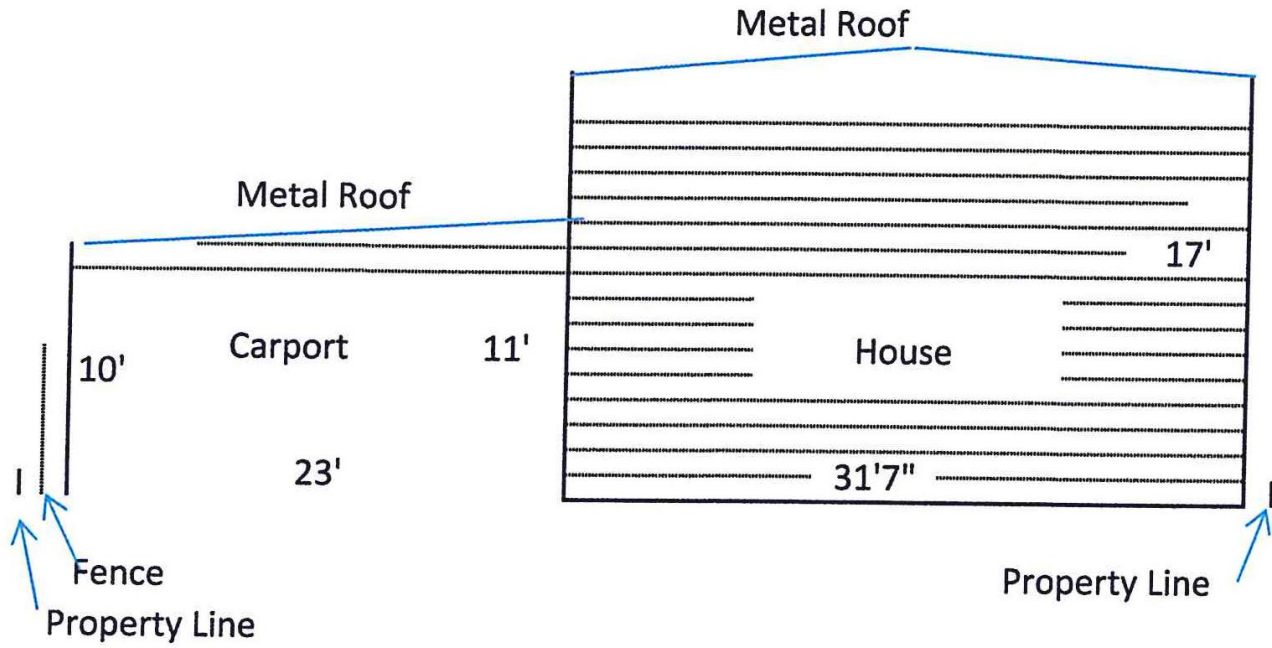 Metal Roof
Metal Roof
17'
Carport
11'
House
10'
23'
31'7"
Fence
Property Line
Property Line